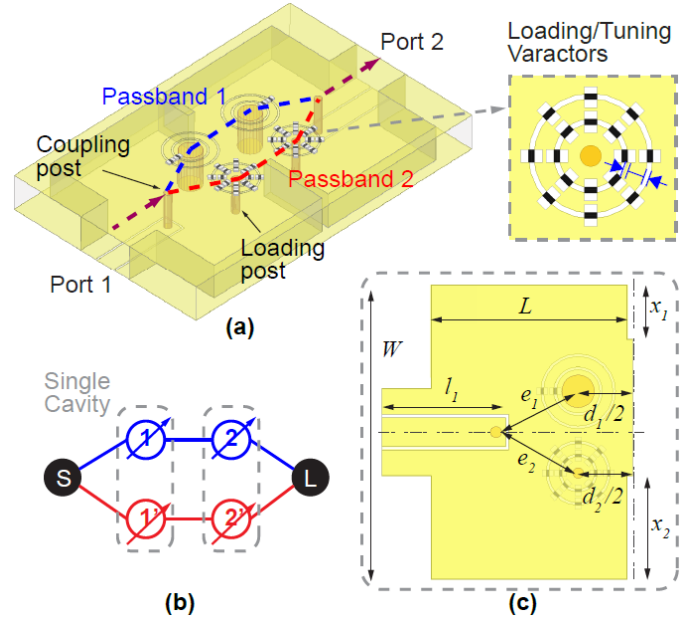 Port 2
Loading/Tuning
Varactors
Passband 1
Coupling
post
Passband 2
Loading
post
Port 1
(a)
L
x1
W
l1
e1
d1/2
e2
d2/2
x2
Single
Cavity
1
2
S
L
1'
2'
(b)
(c)